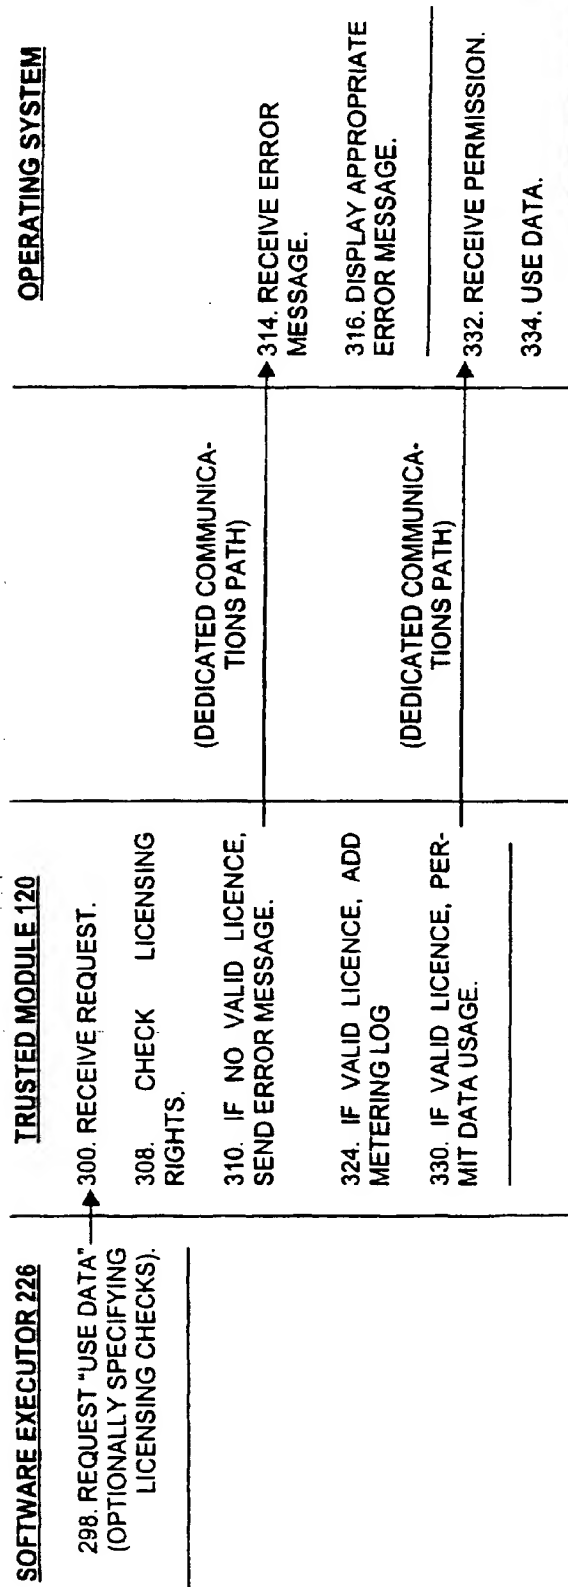 SOFTWARE EXECUTOR 226
298. REQUEST "USE DATA"
(OPTIONALLY SPECIFYING
LICENSING CHECKS).
TRUSTED MODULE 120
300. RECEIVE REQUEST.
308. CHECK LICENSING
RIGHTS.
310. IF NO VALID LICENCE,
SEND ERROR MESSAGE.
324. IF VALID LICENCE, ADD
METERING LOG
330. IF VALID LICENCE, PER-
MIT DATA USAGE.
(DEDICATED COMMUNICA-
TIONS PATH)
(DEDICATED COMMUNICA-
TIONS PATH)
OPERATING SYSTEM
314. RECEIVE ERROR
MESSAGE.
316. DISPLAY APPROPRIATE
ERROR MESSAGE.
332. RECEIVE PERMISSION.
334. USE DATA.